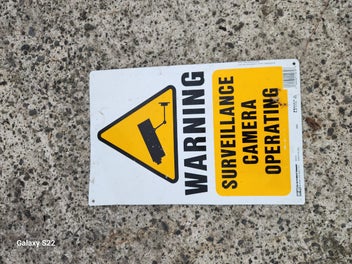 WARNING
SURVEILLANCE
CAMERA
OPERATING
Galaxy S22